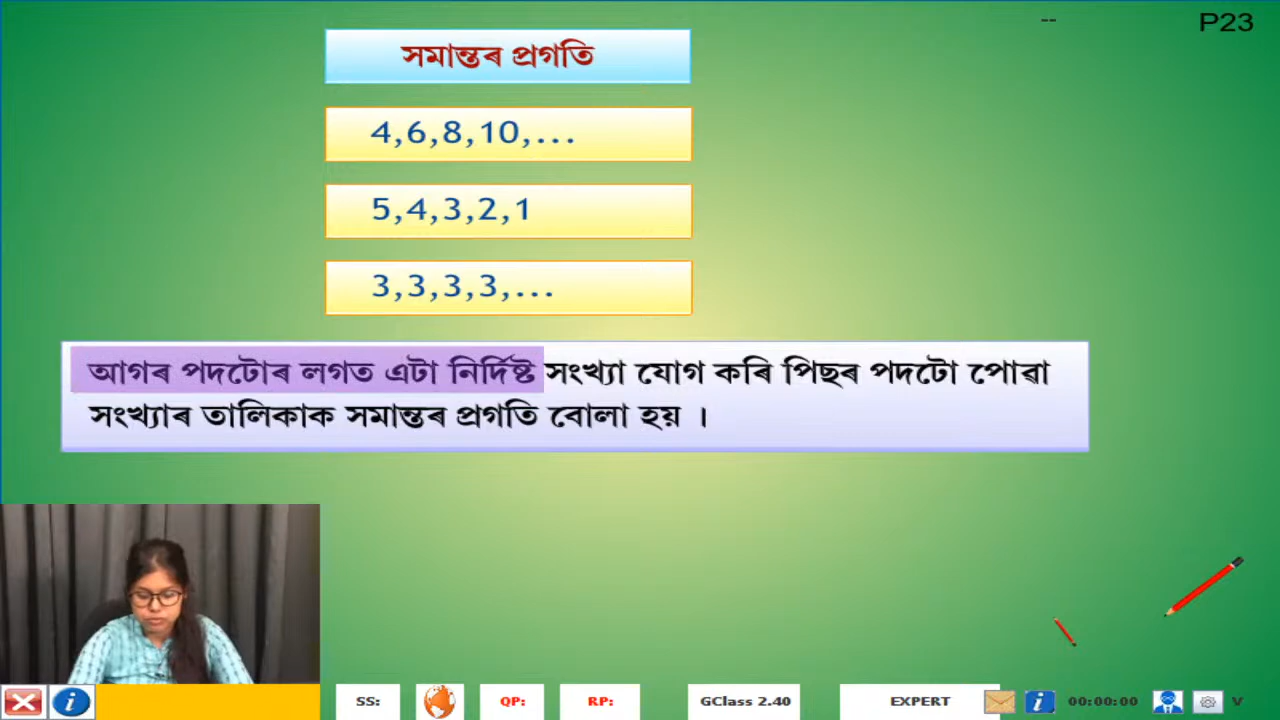 -- P23
সমান্তৰ প্ৰগতি
4,6,8,10,...
5,4,3,2,1
3,3,3,3,...
আগৰ পদটোৰ লগত এটা নিৰ্দিষ্ট সংখ্যা যোগ কৰি পিছৰ পদটো পোৱা
সংখ্যাৰ তালিকাক সমান্তৰ প্ৰগতি বোলা হয় ।
SS: QP: RP: GClass 2.40 EXPERT 00:00:00 V